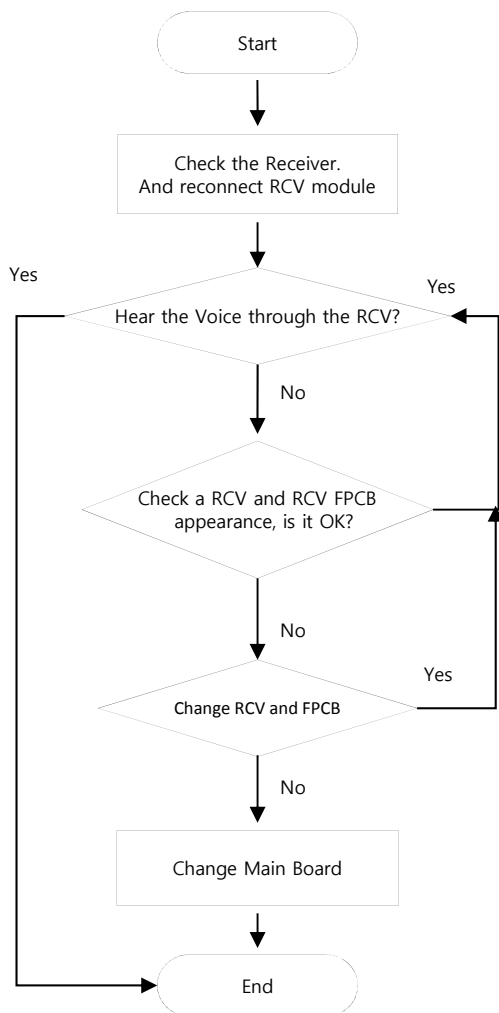 Start
Check the Receiver.
And reconnect RCV module
Yes
Yes
Hear the Voice through the RCV?
No
Check a RCV and RCV FPCB
appearance, is it OK?
No
Yes
Change RCV and FPCB
No
Change Main Board
End